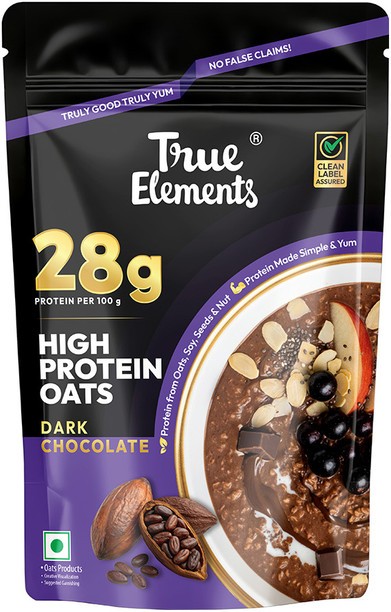 NO FALSE CLAIMS!
TRULY GOOD.TRULY YUM
True ®
Elements
CLEAN
LABEL
ASSURED
28g
PROTEIN PER 100 g
Protein from Oats, Soy, Seeds & Nut 💪 Protein Made Simple & Yum
HIGH
PROTEIN
OATS
DARK
CHOCOLATE
• Oats Products
• Creative Visualization
• Suggested Garnishing